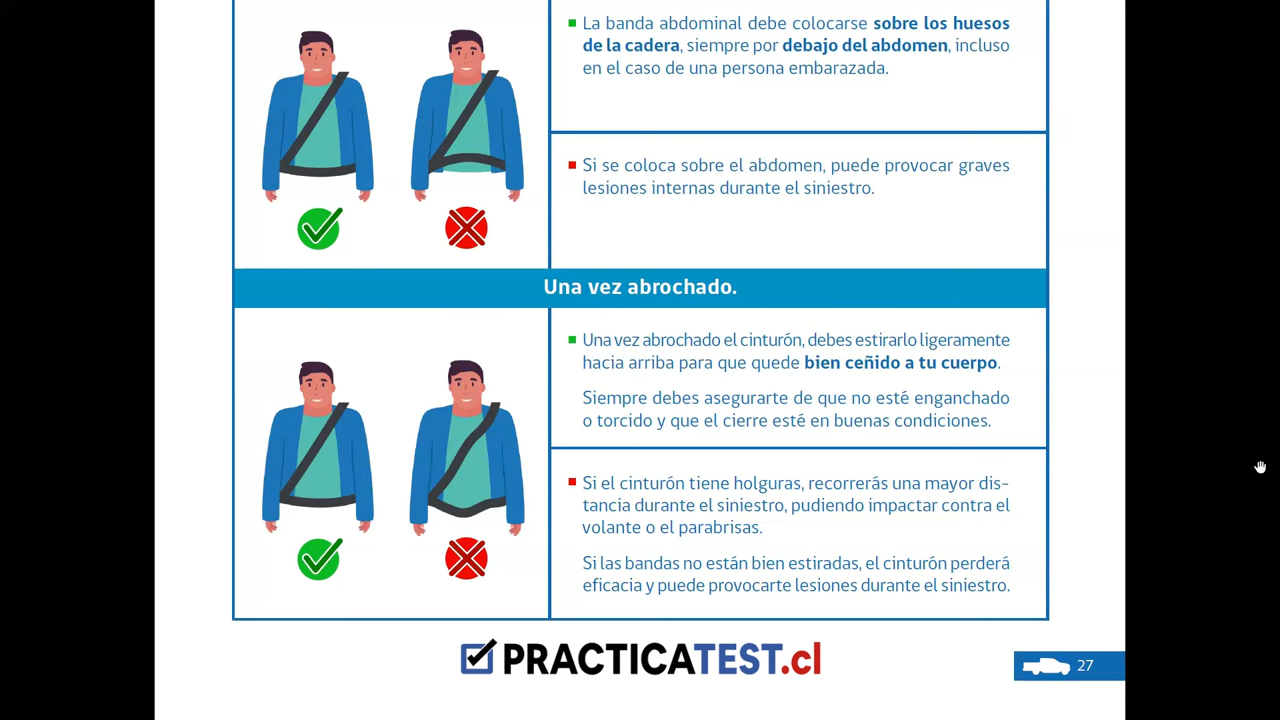 La banda abdominal debe colocarse sobre los huesos
de la cadera, siempre por debajo del abdomen, incluso
en el caso de una persona embarazada.
Si se coloca sobre el abdomen, puede provocar graves
lesiones internas durante el siniestro.
Una vez abrochado.
Una vez abrochado el cinturón, debes estirarlo ligeramente
hacia arriba para que quede bien ceñido a tu cuerpo.
Siempre debes asegurarte de que no esté enganchado
o torcido y que el cierre esté en buenas condiciones.
Si el cinturón tiene holguras, recorrerás una mayor dis-
tancia durante el siniestro, pudiendo impactar contra el
volante o el parabrisas.
Si las bandas no están bien estiradas, el cinturón perderá
eficacia y puede provocarte lesiones durante el siniestro.
PRACTICATEST.cl
27